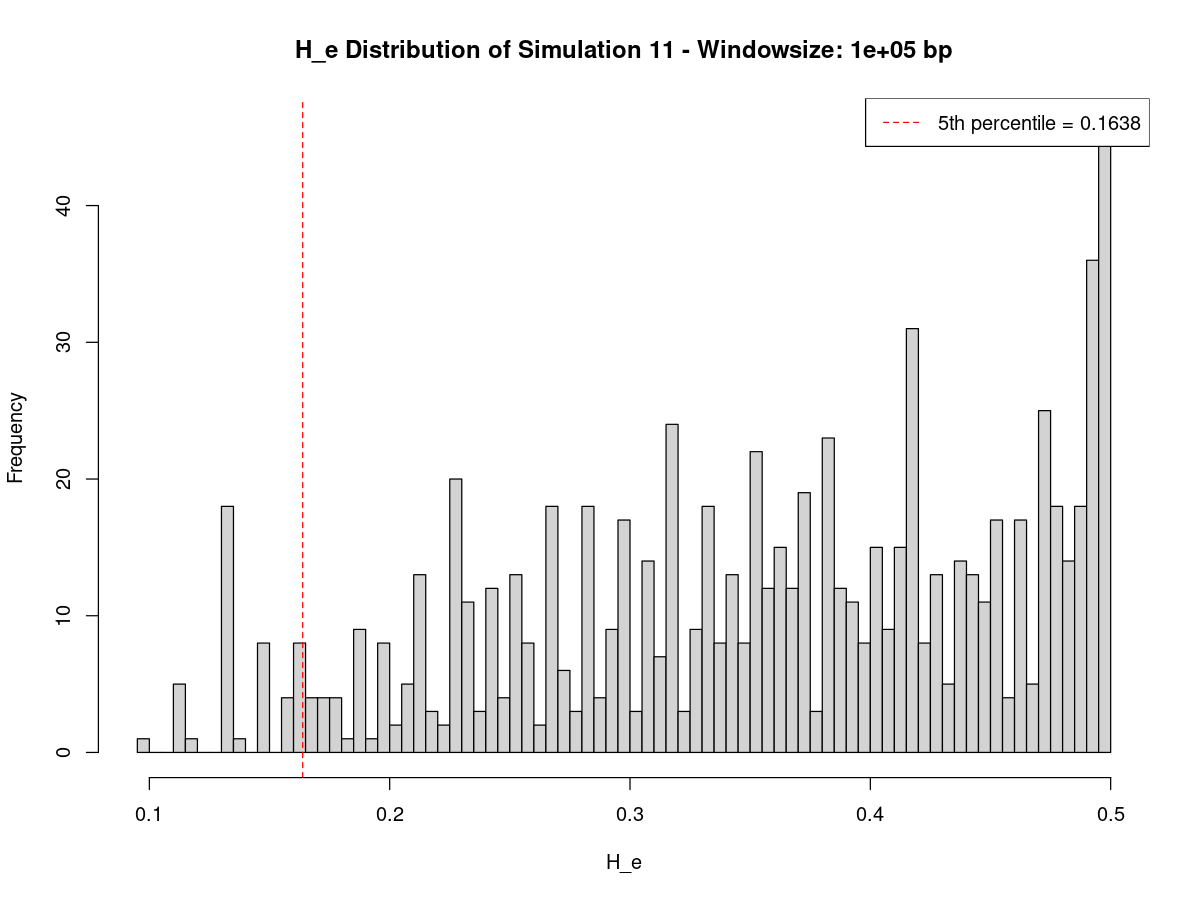 H_e Distribution of Simulation 11 - Windowsize: 1e+05 bp
5th percentile = 0.1638
Frequency
40
30
20
10
0
0.1 0.2 0.3 0.4 0.5
H_e